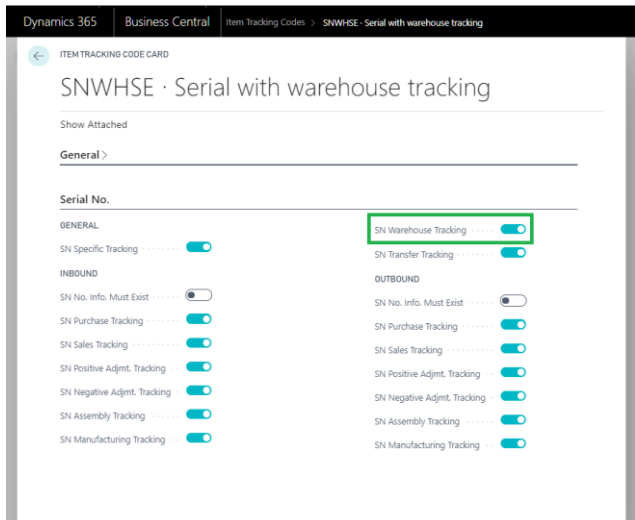 Dynamics 365 Business Central Item Tracking Codes > SNWHSE · Serial with warehouse tracking
ITEM TRACKING CODE CARD
SNWHSE · Serial with warehouse tracking
Show Attached
General >
Serial No.
GENERAL
SN Specific Tracking
INBOUND
SN No. Info. Must Exist
SN Purchase Tracking
SN Sales Tracking
SN Positive Adjmt. Tracking
SN Negative Adjmt. Tracking
SN Assembly Tracking
SN Manufacturing Tracking
SN Warehouse Tracking
SN Transfer Tracking
OUTBOUND
SN No. Info. Must Exist
SN Purchase Tracking
SN Sales Tracking
SN Positive Adjmt. Tracking
SN Negative Adjmt. Tracking
SN Assembly Tracking
SN Manufacturing Tracking